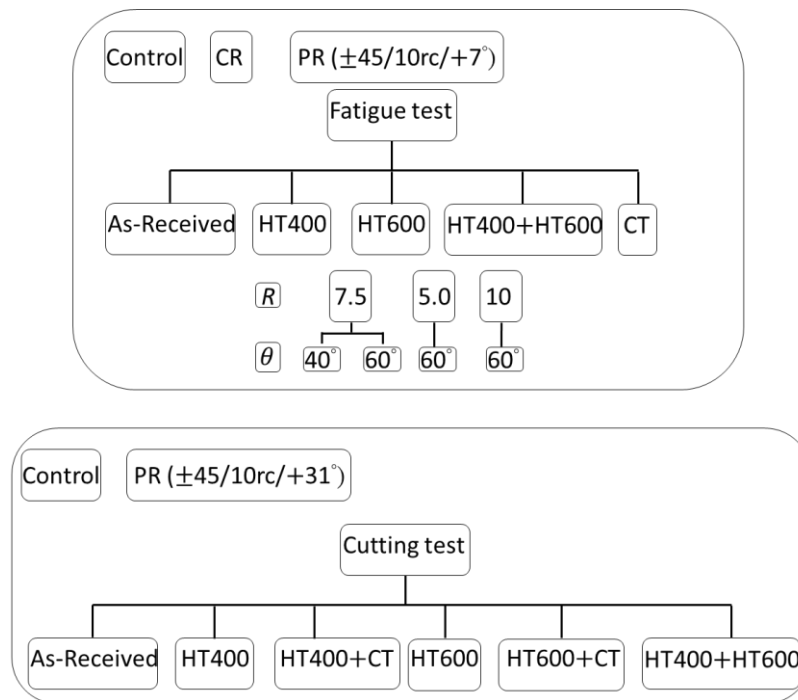 Control CR PR (±45/10rc/+7°)
Fatigue test
As-Received HT400 HT600 HT400+HT600 CT
R 7.5 5.0 10
θ 40° 60° 60° 60°
Control PR (±45/10rc/+31°)
Cutting test
As-Received HT400 HT400+CT HT600 HT600+CT HT400+HT600